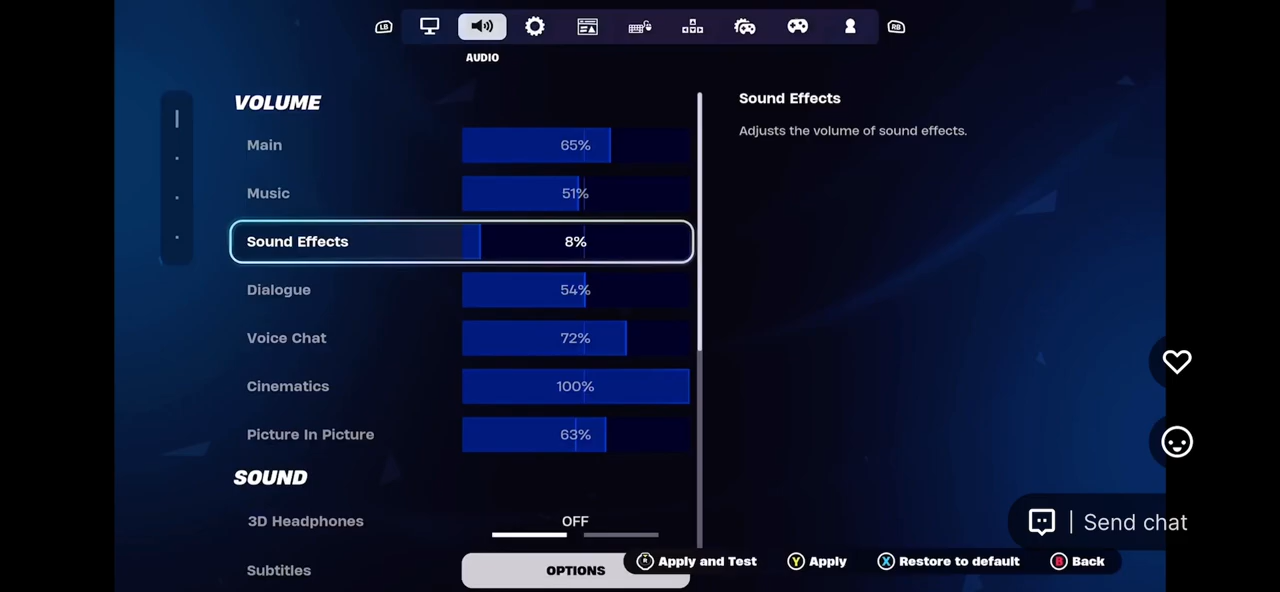 LB
RB
AUDIO
VOLUME
Main 65%
Music 51%
Sound Effects 8%
Dialogue 54%
Voice Chat 72%
Cinematics 100%
Picture In Picture 63%
SOUND
3D Headphones OFF
Subtitles OPTIONS
Sound Effects
Adjusts the volume of sound effects.
Send chat
Apply and Test
Y Apply
X Restore to default
B Back